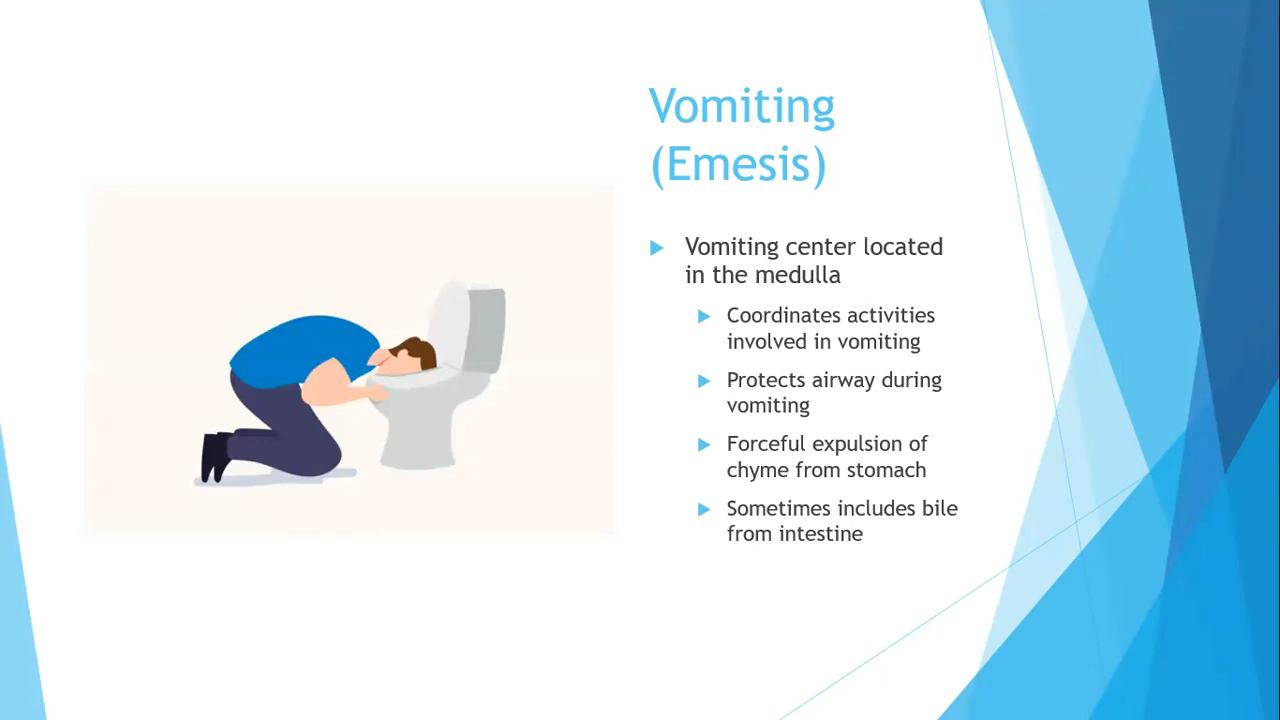 Vomiting
(Emesis)
Vomiting center located
in the medulla
Coordinates activities
involved in vomiting
Protects airway during
vomiting
Forceful expulsion of
chyme from stomach
Sometimes includes bile
from intestine